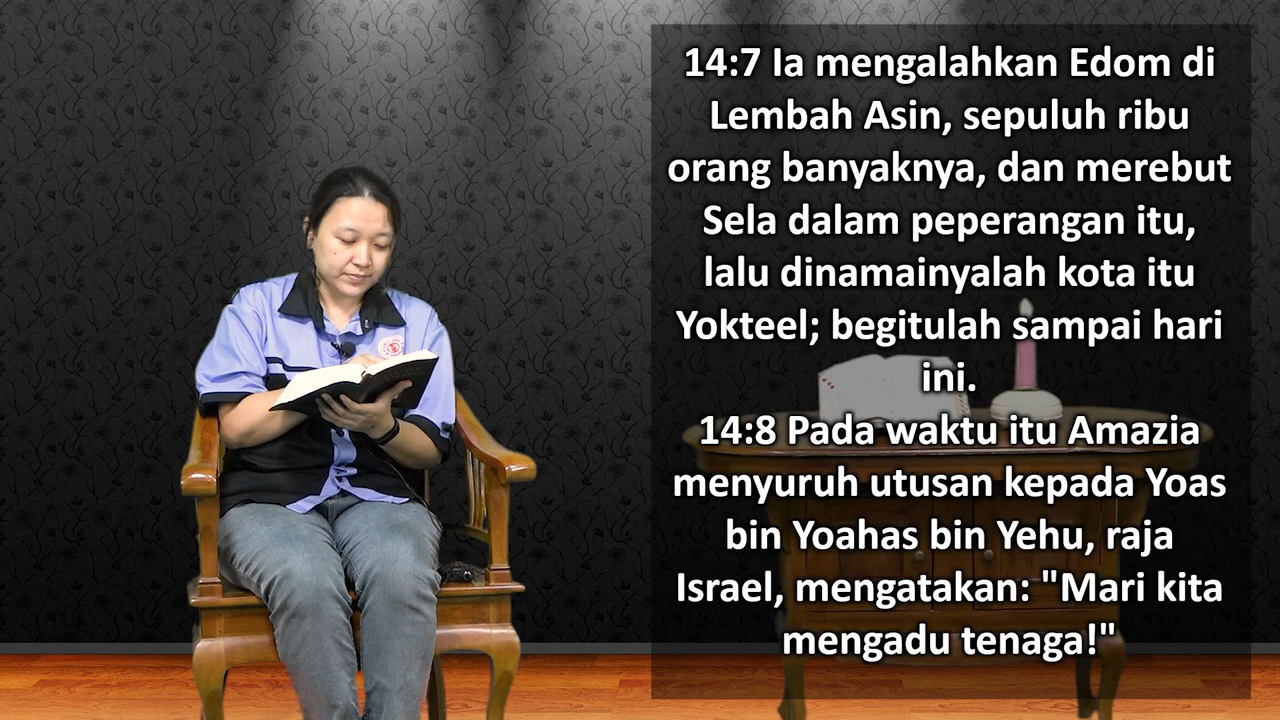 14:7 Ia mengalahkan Edom di
Lembah Asin, sepuluh ribu
orang banyaknya, dan merebut
Sela dalam peperangan itu,
lalu dinamainyalah kota itu
Yokteel; begitulah sampai hari
ini.
14:8 Pada waktu itu Amazia
menyuruh utusan kepada Yoas
bin Yoahas bin Yehu, raja
Israel, mengatakan: "Mari kita
mengadu tenaga!"